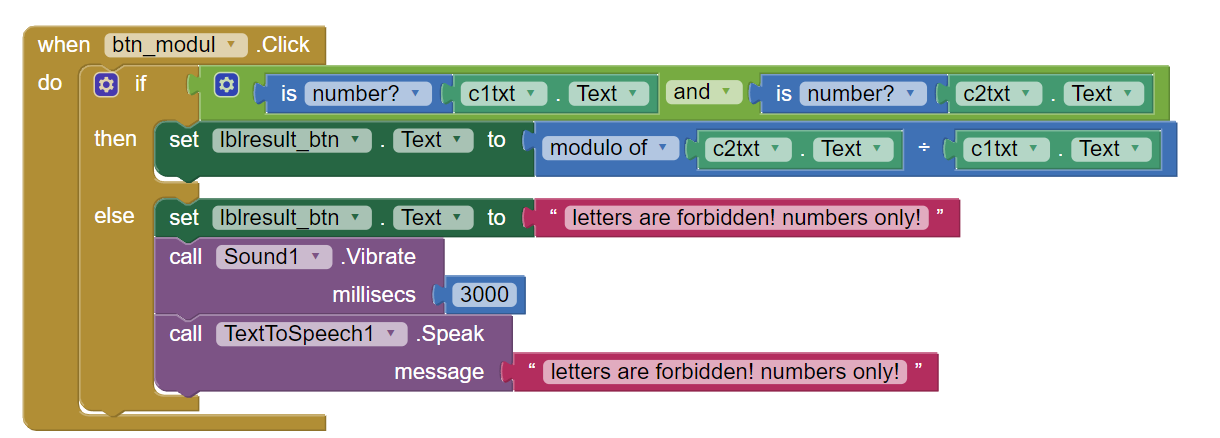 when btn_modul .Click
do if is number? c1txt . Text and is number? c2txt . Text
then set lblresult_btn . Text to modulo of c2txt . Text ÷ c1txt . Text
else set lblresult_btn . Text to “ letters are forbidden! numbers only! ”
call Sound1 .Vibrate
millisecs 3000
call TextToSpeech1 .Speak
message “ letters are forbidden! numbers only! ”